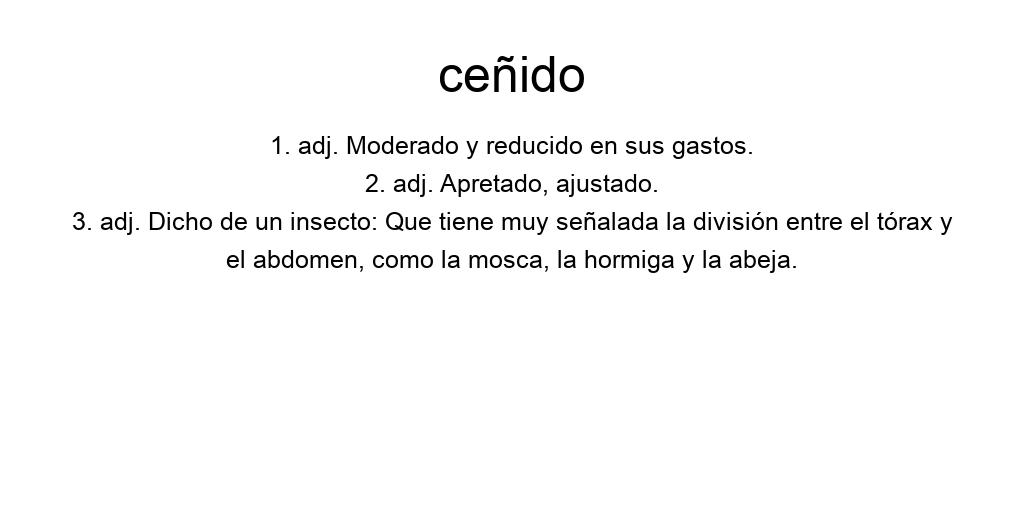 ceñido
1. adj. Moderado y reducido en sus gastos.
2. adj. Apretado, ajustado.
3. adj. Dicho de un insecto: Que tiene muy señalada la división entre el tórax y
el abdomen, como la mosca, la hormiga y la abeja.